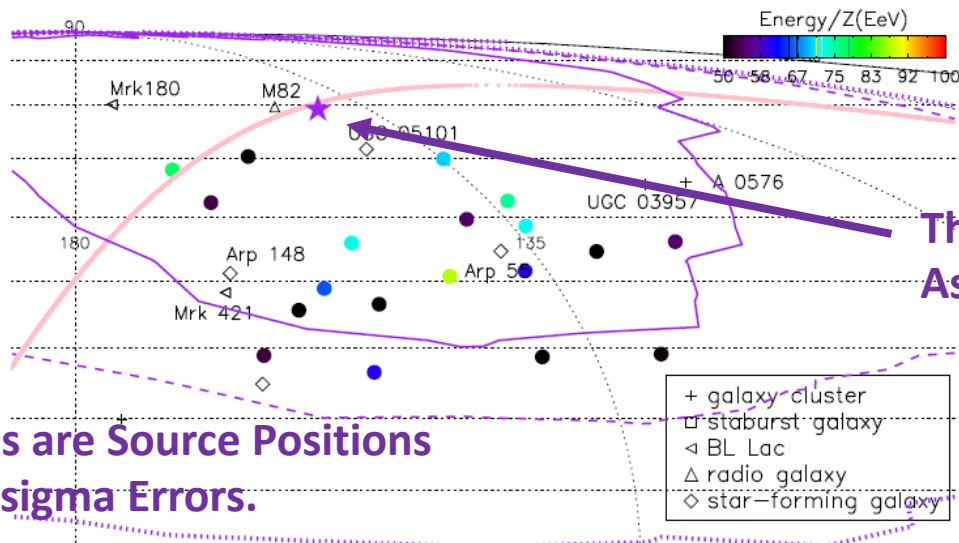 90
Energy/Z(EeV)
50 58 67 75 83 92 100
Mrk180
M82
UGC 05101
A 0576
UGC 03957
180
135
Arp 148
Arp 55
Mrk 421
Th
As
s are Source Positions
sigma Errors.
+ galaxy cluster
□ staburst galaxy
◁ BL Lac
△ radio galaxy
◇ star-forming galaxy